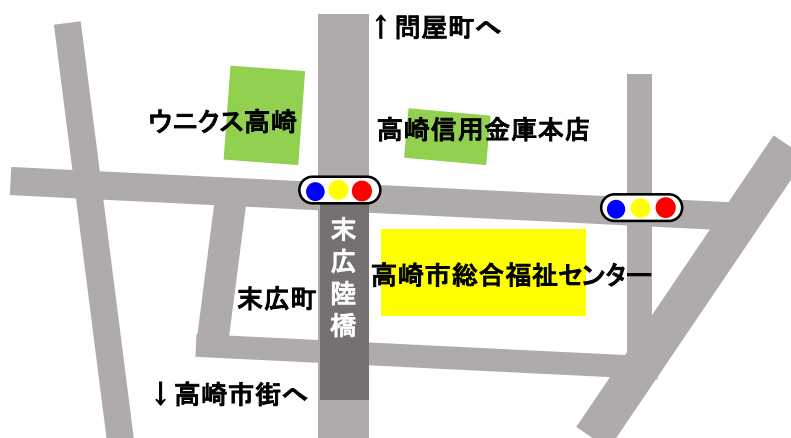 ↑問屋町へ
ウニクス高崎
高崎信用金庫本店
末広陸橋
高崎市総合福祉センター
末広町
↓高崎市街へ